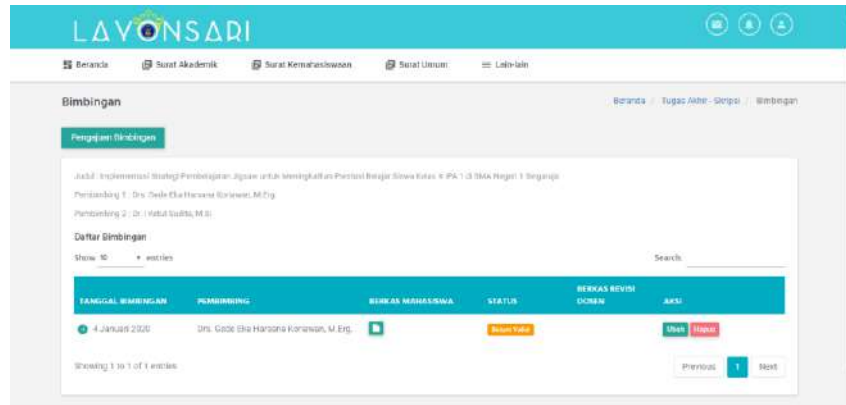 LAYONSARI
Beranda Surat Akademik Surat Kemahasiswaan Surat Umum Lain-lain
Bimbingan Beranda / Tugas Akhir - Skripsi / Bimbingan
Pengajuan Bimbingan
Judul : Implementasi Strategi Pembelajaran Jigsaw untuk Meningkatkan Prestasi Belajar Siswa Kelas X IPA 1 di SMA Negeri 1 Singaraja
Pembimbing 1 : Drs. Gede Eka Harsana Koriawan, M.Erg.
Pembimbing 2 : Dr. I Ketut Sudita, M.Si
Daftar Bimbingan
Show 10 entries Search:
TANGGAL BIMBINGAN PEMBIMBING BERKAS MAHASISWA STATUS BERKAS REVISI DOSEN AKSI
4 Januari 2020 Drs. Gede Eka Harsana Koriawan, M.Erg. Belum Valid Ubah Hapus
Showing 1 to 1 of 1 entries Previous 1 Next